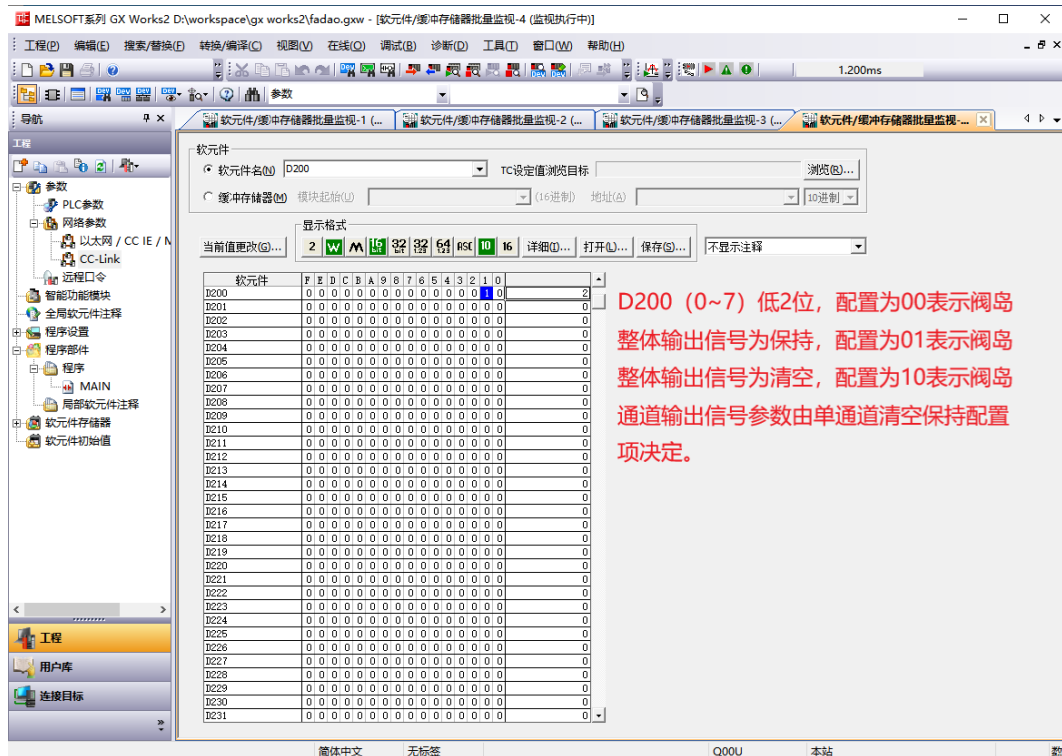 MELSOFT系列 GX Works2 D:\workspace\gx works2\fadao.gxw - [软元件/缓冲存储器批量监视-4 (监视执行中)]
工程(P) 编辑(E) 搜索/替换(F) 转换/编译(C) 视图(V) 在线(O) 调试(B) 诊断(D) 工具(T) 窗口(W) 帮助(H)
1.200ms
参数
导航
软元件/缓冲存储器批量监视-1 (... 软元件/缓冲存储器批量监视-2 (... 软元件/缓冲存储器批量监视-3 (... 软元件/缓冲存储器批量监视-...
工程
参数
PLC参数
网络参数
以太网 / CC IE / N
CC-Link
远程口令
智能功能模块
全局软元件注释
程序设置
程序部件
程序
MAIN
局部软元件注释
软元件存储器
软元件初始值
工程
用户库
连接目标
软元件
软元件名(N) D200 TC设定值浏览目标 浏览(R)...
缓冲存储器(M) 模块起始(U) (16进制) 地址(A) 10进制
显示格式
当前值更改(G)... 2 W M 16 bit 32 bit 32 1.23 64 1.23 ASC 10 16 详细(I)... 打开(L)... 保存(S)... 不显示注释
软元件 F E D C B A 9 8 7 6 5 4 3 2 1 0
D200 0 0 0 0 0 0 0 0 0 0 0 0 0 0 1 0 2
D201 0 0 0 0 0 0 0 0 0 0 0 0 0 0 0 0 0
D202 0 0 0 0 0 0 0 0 0 0 0 0 0 0 0 0 0
D203 0 0 0 0 0 0 0 0 0 0 0 0 0 0 0 0 0
D204 0 0 0 0 0 0 0 0 0 0 0 0 0 0 0 0 0
D205 0 0 0 0 0 0 0 0 0 0 0 0 0 0 0 0 0
D206 0 0 0 0 0 0 0 0 0 0 0 0 0 0 0 0 0
D207 0 0 0 0 0 0 0 0 0 0 0 0 0 0 0 0 0
D208 0 0 0 0 0 0 0 0 0 0 0 0 0 0 0 0 0
D209 0 0 0 0 0 0 0 0 0 0 0 0 0 0 0 0 0
D210 0 0 0 0 0 0 0 0 0 0 0 0 0 0 0 0 0
D211 0 0 0 0 0 0 0 0 0 0 0 0 0 0 0 0 0
D212 0 0 0 0 0 0 0 0 0 0 0 0 0 0 0 0 0
D213 0 0 0 0 0 0 0 0 0 0 0 0 0 0 0 0 0
D214 0 0 0 0 0 0 0 0 0 0 0 0 0 0 0 0 0
D215 0 0 0 0 0 0 0 0 0 0 0 0 0 0 0 0 0
D216 0 0 0 0 0 0 0 0 0 0 0 0 0 0 0 0 0
D217 0 0 0 0 0 0 0 0 0 0 0 0 0 0 0 0 0
D218 0 0 0 0 0 0 0 0 0 0 0 0 0 0 0 0 0
D219 0 0 0 0 0 0 0 0 0 0 0 0 0 0 0 0 0
D220 0 0 0 0 0 0 0 0 0 0 0 0 0 0 0 0 0
D221 0 0 0 0 0 0 0 0 0 0 0 0 0 0 0 0 0
D222 0 0 0 0 0 0 0 0 0 0 0 0 0 0 0 0 0
D223 0 0 0 0 0 0 0 0 0 0 0 0 0 0 0 0 0
D224 0 0 0 0 0 0 0 0 0 0 0 0 0 0 0 0 0
D225 0 0 0 0 0 0 0 0 0 0 0 0 0 0 0 0 0
D226 0 0 0 0 0 0 0 0 0 0 0 0 0 0 0 0 0
D227 0 0 0 0 0 0 0 0 0 0 0 0 0 0 0 0 0
D228 0 0 0 0 0 0 0 0 0 0 0 0 0 0 0 0 0
D229 0 0 0 0 0 0 0 0 0 0 0 0 0 0 0 0 0
D230 0 0 0 0 0 0 0 0 0 0 0 0 0 0 0 0 0
D231 0 0 0 0 0 0 0 0 0 0 0 0 0 0 0 0 0
D200（0~7）低2位，配置为00表示阀岛
整体输出信号为保持，配置为01表示阀岛
整体输出信号为清空，配置为10表示阀岛
通道输出信号参数由单通道清空保持配置
项决定。
简体中文 无标签 Q00U 本站 数